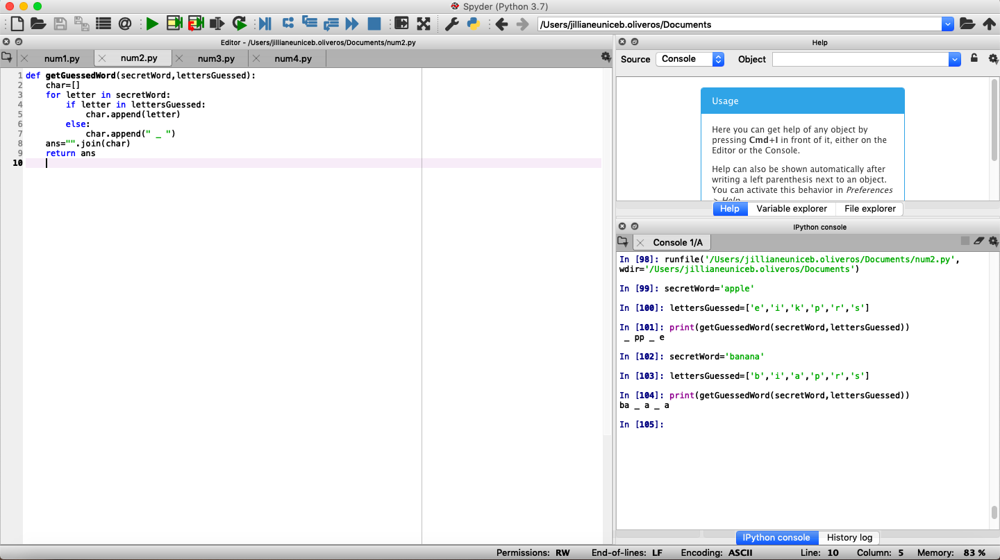 Spyder (Python 3.7)
/Users/jillianeuniceb.oliveros/Documents
Editor - /Users/jillianeuniceb.oliveros/Documents/num2.py
num1.py num2.py num3.py num4.py
1 def getGuessedWord(secretWord,lettersGuessed):
2     char=[]
3     for letter in secretWord:
4         if letter in lettersGuessed:
5             char.append(letter)
6         else:
7             char.append(" _ ")
8     ans="".join(char)
9     return ans
10
Help
Source Console Object
Usage
Here you can get help of any object by
pressing Cmd+I in front of it, either on the
Editor or the Console.
Help can also be shown automatically after
writing a left parenthesis next to an object.
You can activate this behavior in Preferences
> Help
Help Variable explorer File explorer
IPython console
Console 1/A
In [98]: runfile('/Users/jillianeuniceb.oliveros/Documents/num2.py',
wdir='/Users/jillianeuniceb.oliveros/Documents')
In [99]: secretWord='apple'
In [100]: lettersGuessed=['e','i','k','p','r','s']
In [101]: print(getGuessedWord(secretWord,lettersGuessed))
 _ pp _ e
In [102]: secretWord='banana'
In [103]: lettersGuessed=['b','i','a','p','r','s']
In [104]: print(getGuessedWord(secretWord,lettersGuessed))
ba _ a _ a
In [105]:
IPython console History log
Permissions: RW End-of-lines: LF Encoding: ASCII Line: 10 Column: 5 Memory: 83 %